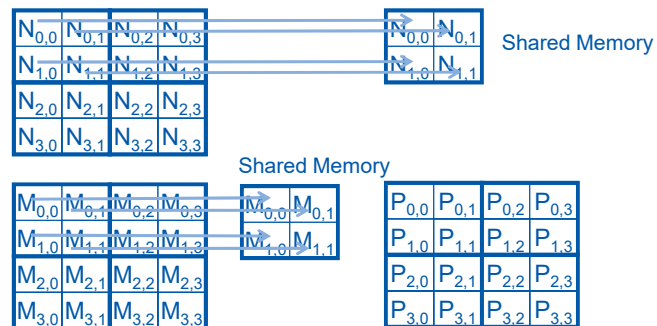 N0,0 N0,1 N0,2 N0,3 N0,0 N0,1
Shared Memory
N1,0 N1,1 N1,2 N1,3 N1,0 N1,1
N2,0 N2,1 N2,2 N2,3
N3,0 N3,1 N3,2 N3,3
Shared Memory
M0,0 M0,1 M0,2 M0,3 M0,0 M0,1 P0,0 P0,1 P0,2 P0,3
M1,0 M1,1 M1,2 M1,3 M1,0 M1,1 P1,0 P1,1 P1,2 P1,3
M2,0 M2,1 M2,2 M2,3 P2,0 P2,1 P2,2 P2,3
M3,0 M3,1 M3,2 M3,3 P3,0 P3,1 P3,2 P3,3